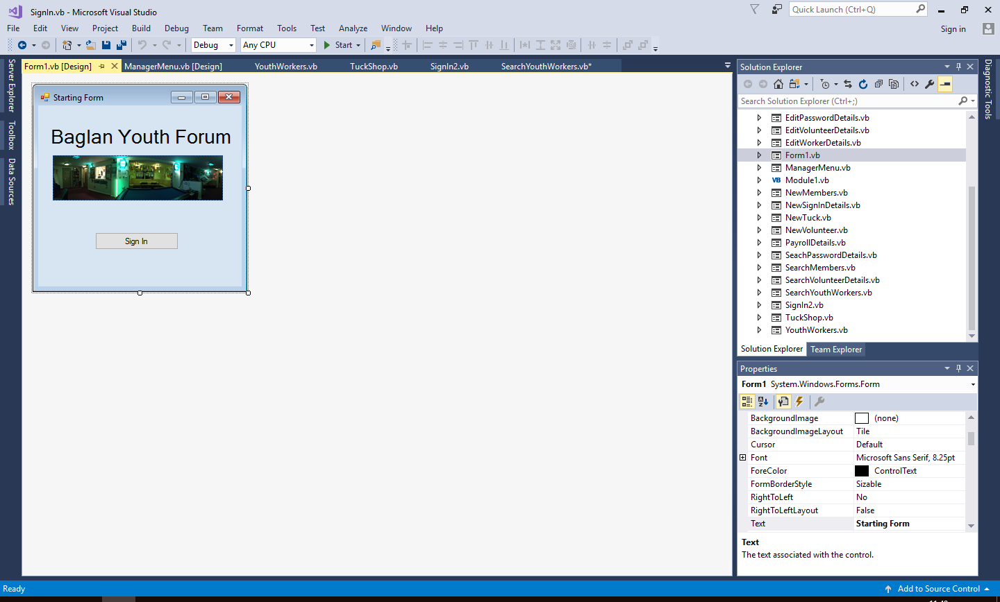 SignIn.vb - Microsoft Visual Studio
Quick Launch (Ctrl+Q)
File Edit View Project Build Debug Team Format Tools Test Analyze Window Help
Sign in
Debug Any CPU Start
Server Explorer
Toolbox
Data Sources
Form1.vb [Design] ManagerMenu.vb [Design] YouthWorkers.vb TuckShop.vb SignIn2.vb SearchYouthWorkers.vb*
Starting Form
Baglan Youth Forum
Sign In
Solution Explorer
Search Solution Explorer (Ctrl+;)
EditPasswordDetails.vb
EditVolunteerDetails.vb
EditWorkerDetails.vb
Form1.vb
ManagerMenu.vb
VB Module1.vb
NewMembers.vb
NewSignInDetails.vb
NewTuck.vb
NewVolunteer.vb
PayrollDetails.vb
SeachPasswordDetails.vb
SearchMembers.vb
SearchVolunteerDetails.vb
SearchYouthWorkers.vb
SignIn2.vb
TuckShop.vb
YouthWorkers.vb
Solution Explorer Team Explorer
Properties
Form1 System.Windows.Forms.Form
BackgroundImage (none)
BackgroundImageLayout Tile
Cursor Default
Font Microsoft Sans Serif, 8.25pt
ForeColor ControlText
FormBorderStyle Sizable
RightToLeft No
RightToLeftLayout False
Text Starting Form
Text
The text associated with the control.
Diagnostic Tools
Ready
Add to Source Control